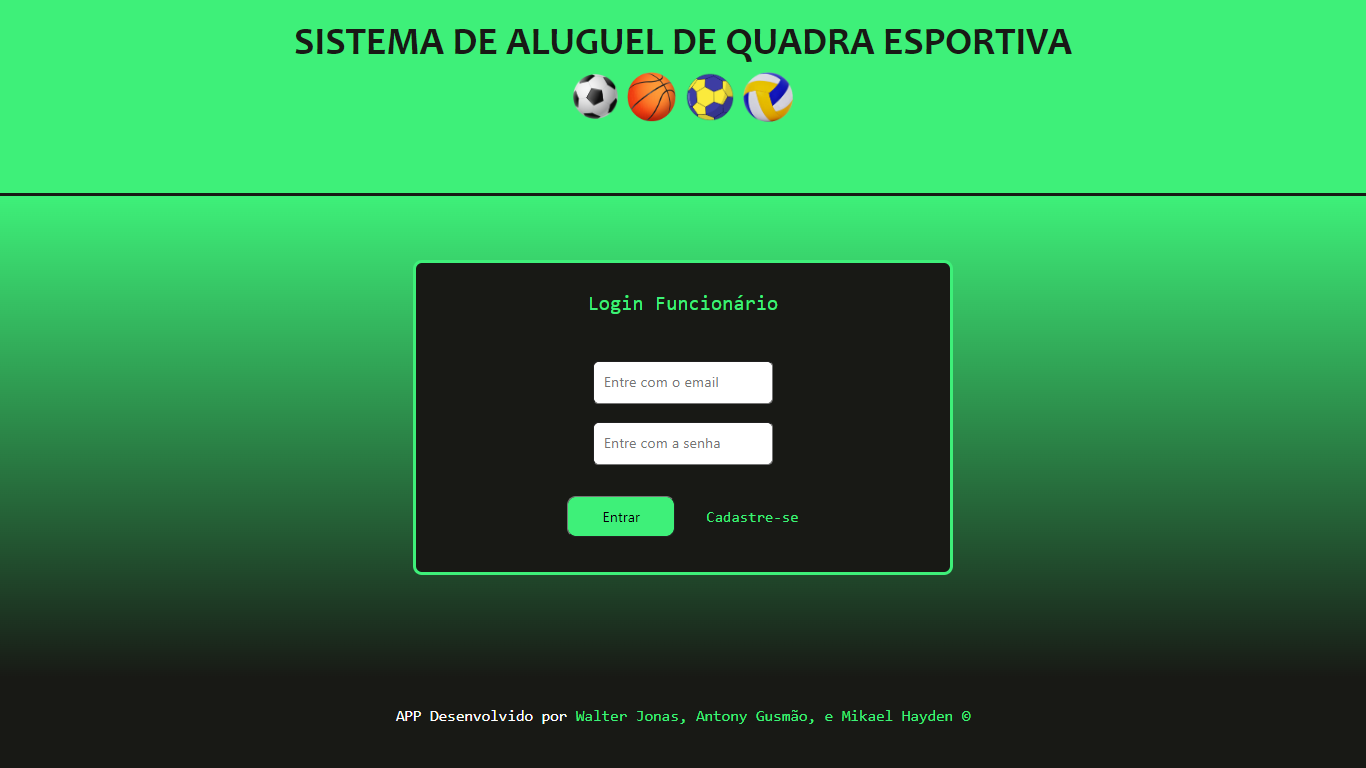 SISTEMA DE ALUGUEL DE QUADRA ESPORTIVA
Login Funcionário
Entre com o email
Entre com a senha
Entrar Cadastre-se
APP Desenvolvido por Walter Jonas, Antony Gusmão, e Mikael Hayden ©